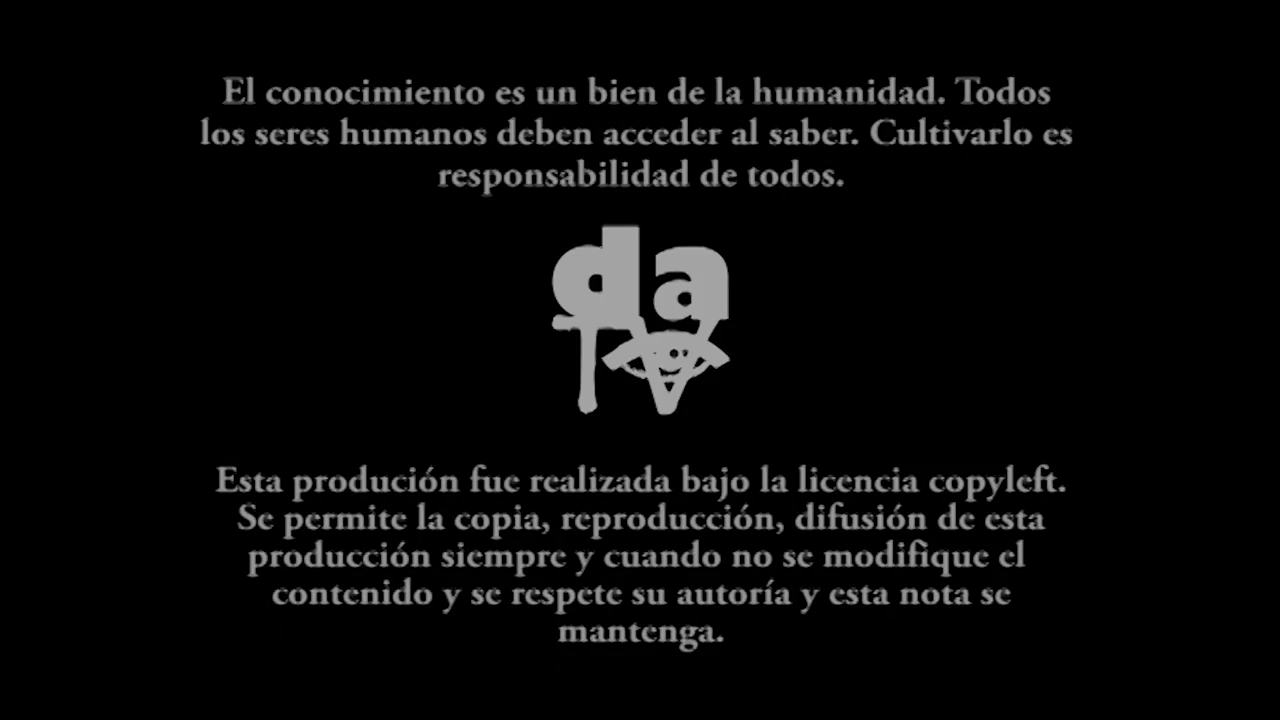 El conocimiento es un bien de la humanidad. Todos
los seres humanos deben acceder al saber. Cultivarlo es
responsabilidad de todos.
da
TV
Esta produción fue realizada bajo la licencia copyleft.
Se permite la copia, reproducción, difusión de esta
producción siempre y cuando no se modifique el
contenido y se respete su autoría y esta nota se
mantenga.